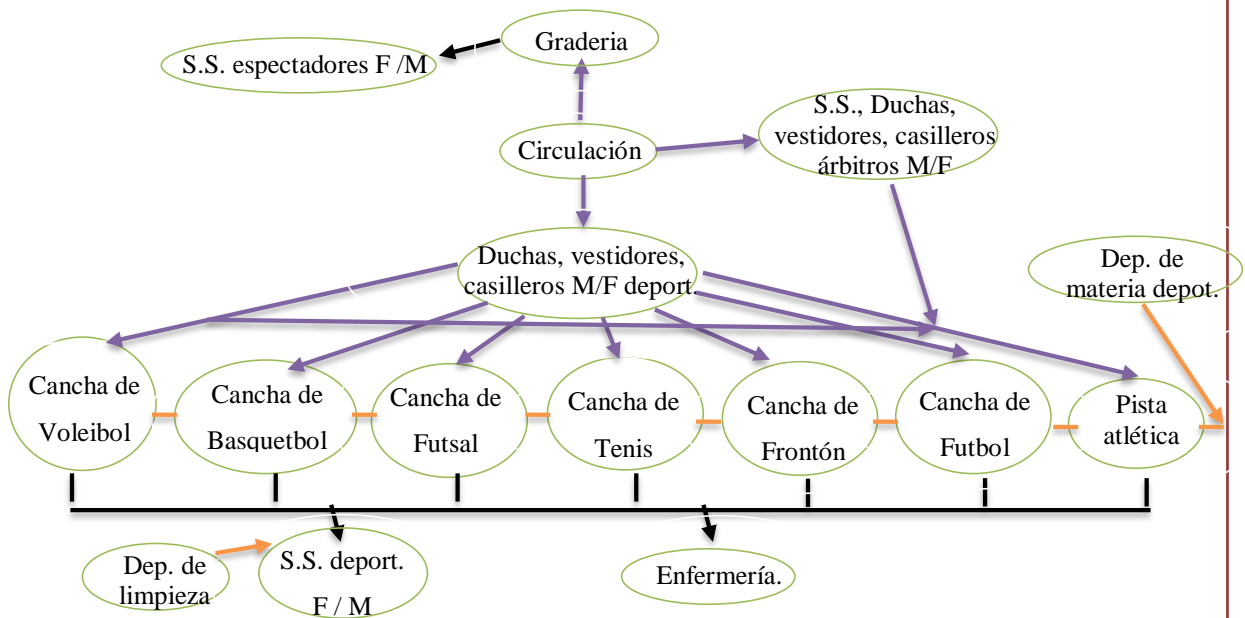 Graderia
S.S. espectadores F /M
S.S., Duchas,
vestidores, casilleros
árbitros M/F
Circulación
Duchas, vestidores,
casilleros M/F deport.
Dep. de
materia depot.
Cancha de
Voleibol
Cancha de
Basquetbol
Cancha de
Futsal
Cancha de
Tenis
Cancha de
Frontón
Cancha de
Futbol
Pista
atlética
Dep. de
limpieza
S.S. deport.
F / M
Enfermería.